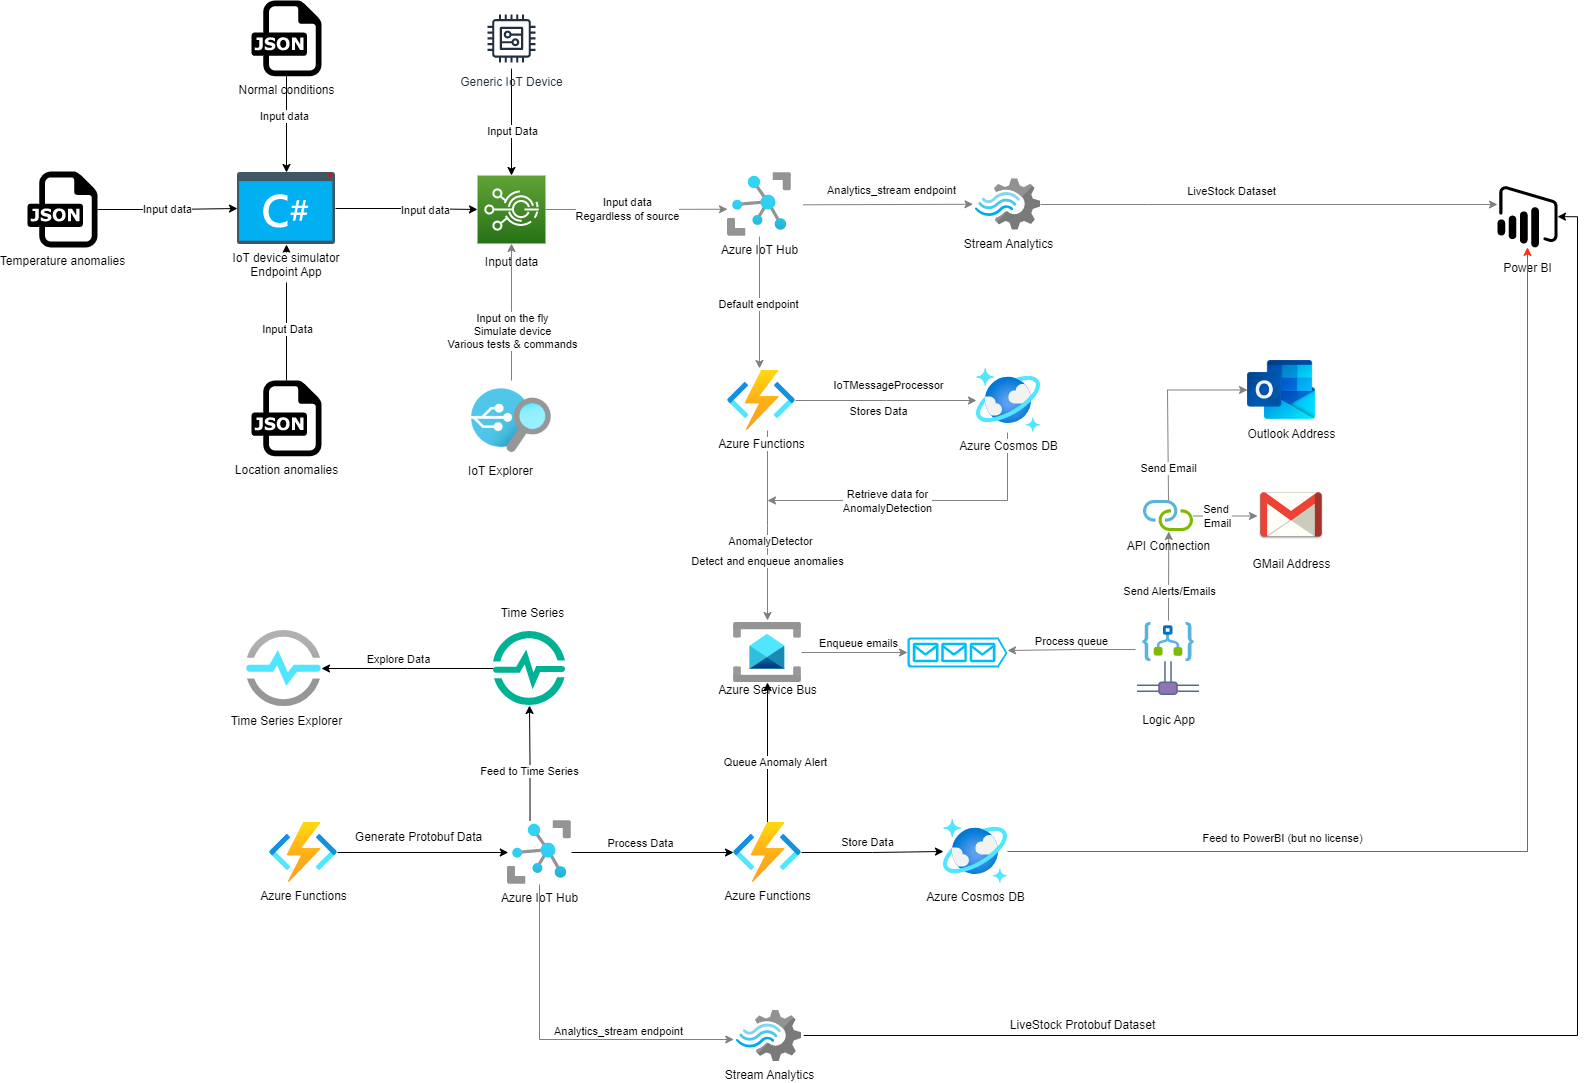 JSON
Normal conditions
Input data
Generic IoT Device
Input Data
JSON
Temperature anomalies
Input data
C#
IoT device simulator
Endpoint App
Input data
Input data
Input data
Regardless of source
Azure IoT Hub
Analytics_stream endpoint
Stream Analytics
LiveStock Dataset
Power BI
Input Data
JSON
Location anomalies
Input on the fly
Simulate device
Various tests & commands
IoT Explorer
Default endpoint
Azure Functions
IoTMessageProcessor
Stores Data
Azure Cosmos DB
Retrieve data for
AnomalyDetection
AnomalyDetector
Detect and enqueue anomalies
O
Outlook Address
Send Email
Send
Email
API Connection
GMail Address
Send Alerts/Emails
Time Series
Explore Data
Time Series Explorer
Azure Service Bus
Enqueue emails
Process queue
Logic App
Feed to Time Series
Queue Anomaly Alert
Azure Functions
Generate Protobuf Data
Azure IoT Hub
Process Data
Azure Functions
Store Data
Azure Cosmos DB
Feed to PowerBI (but no license)
Analytics_stream endpoint
Stream Analytics
LiveStock Protobuf Dataset